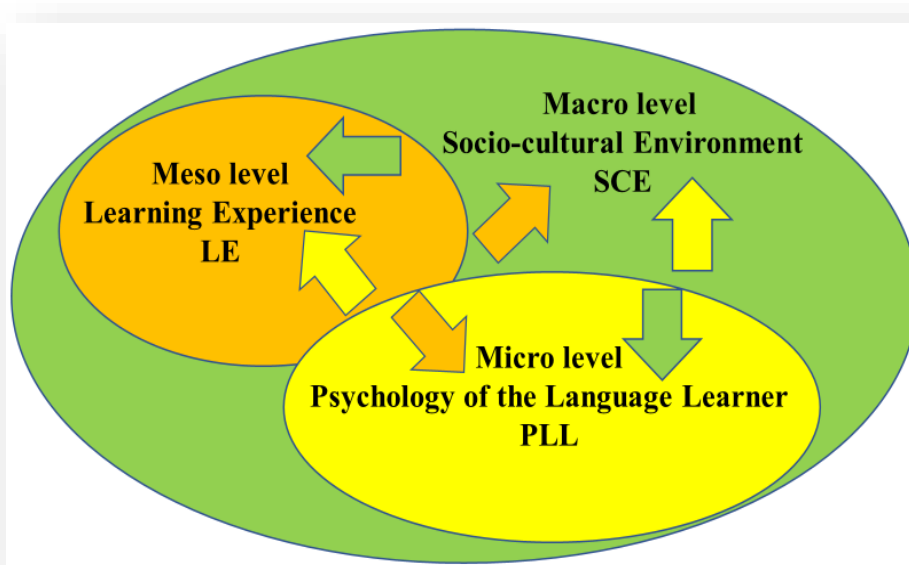 Macro level
Socio-cultural Environment
SCE
Meso level
Learning Experience
LE
Micro level
Psychology of the Language Learner
PLL